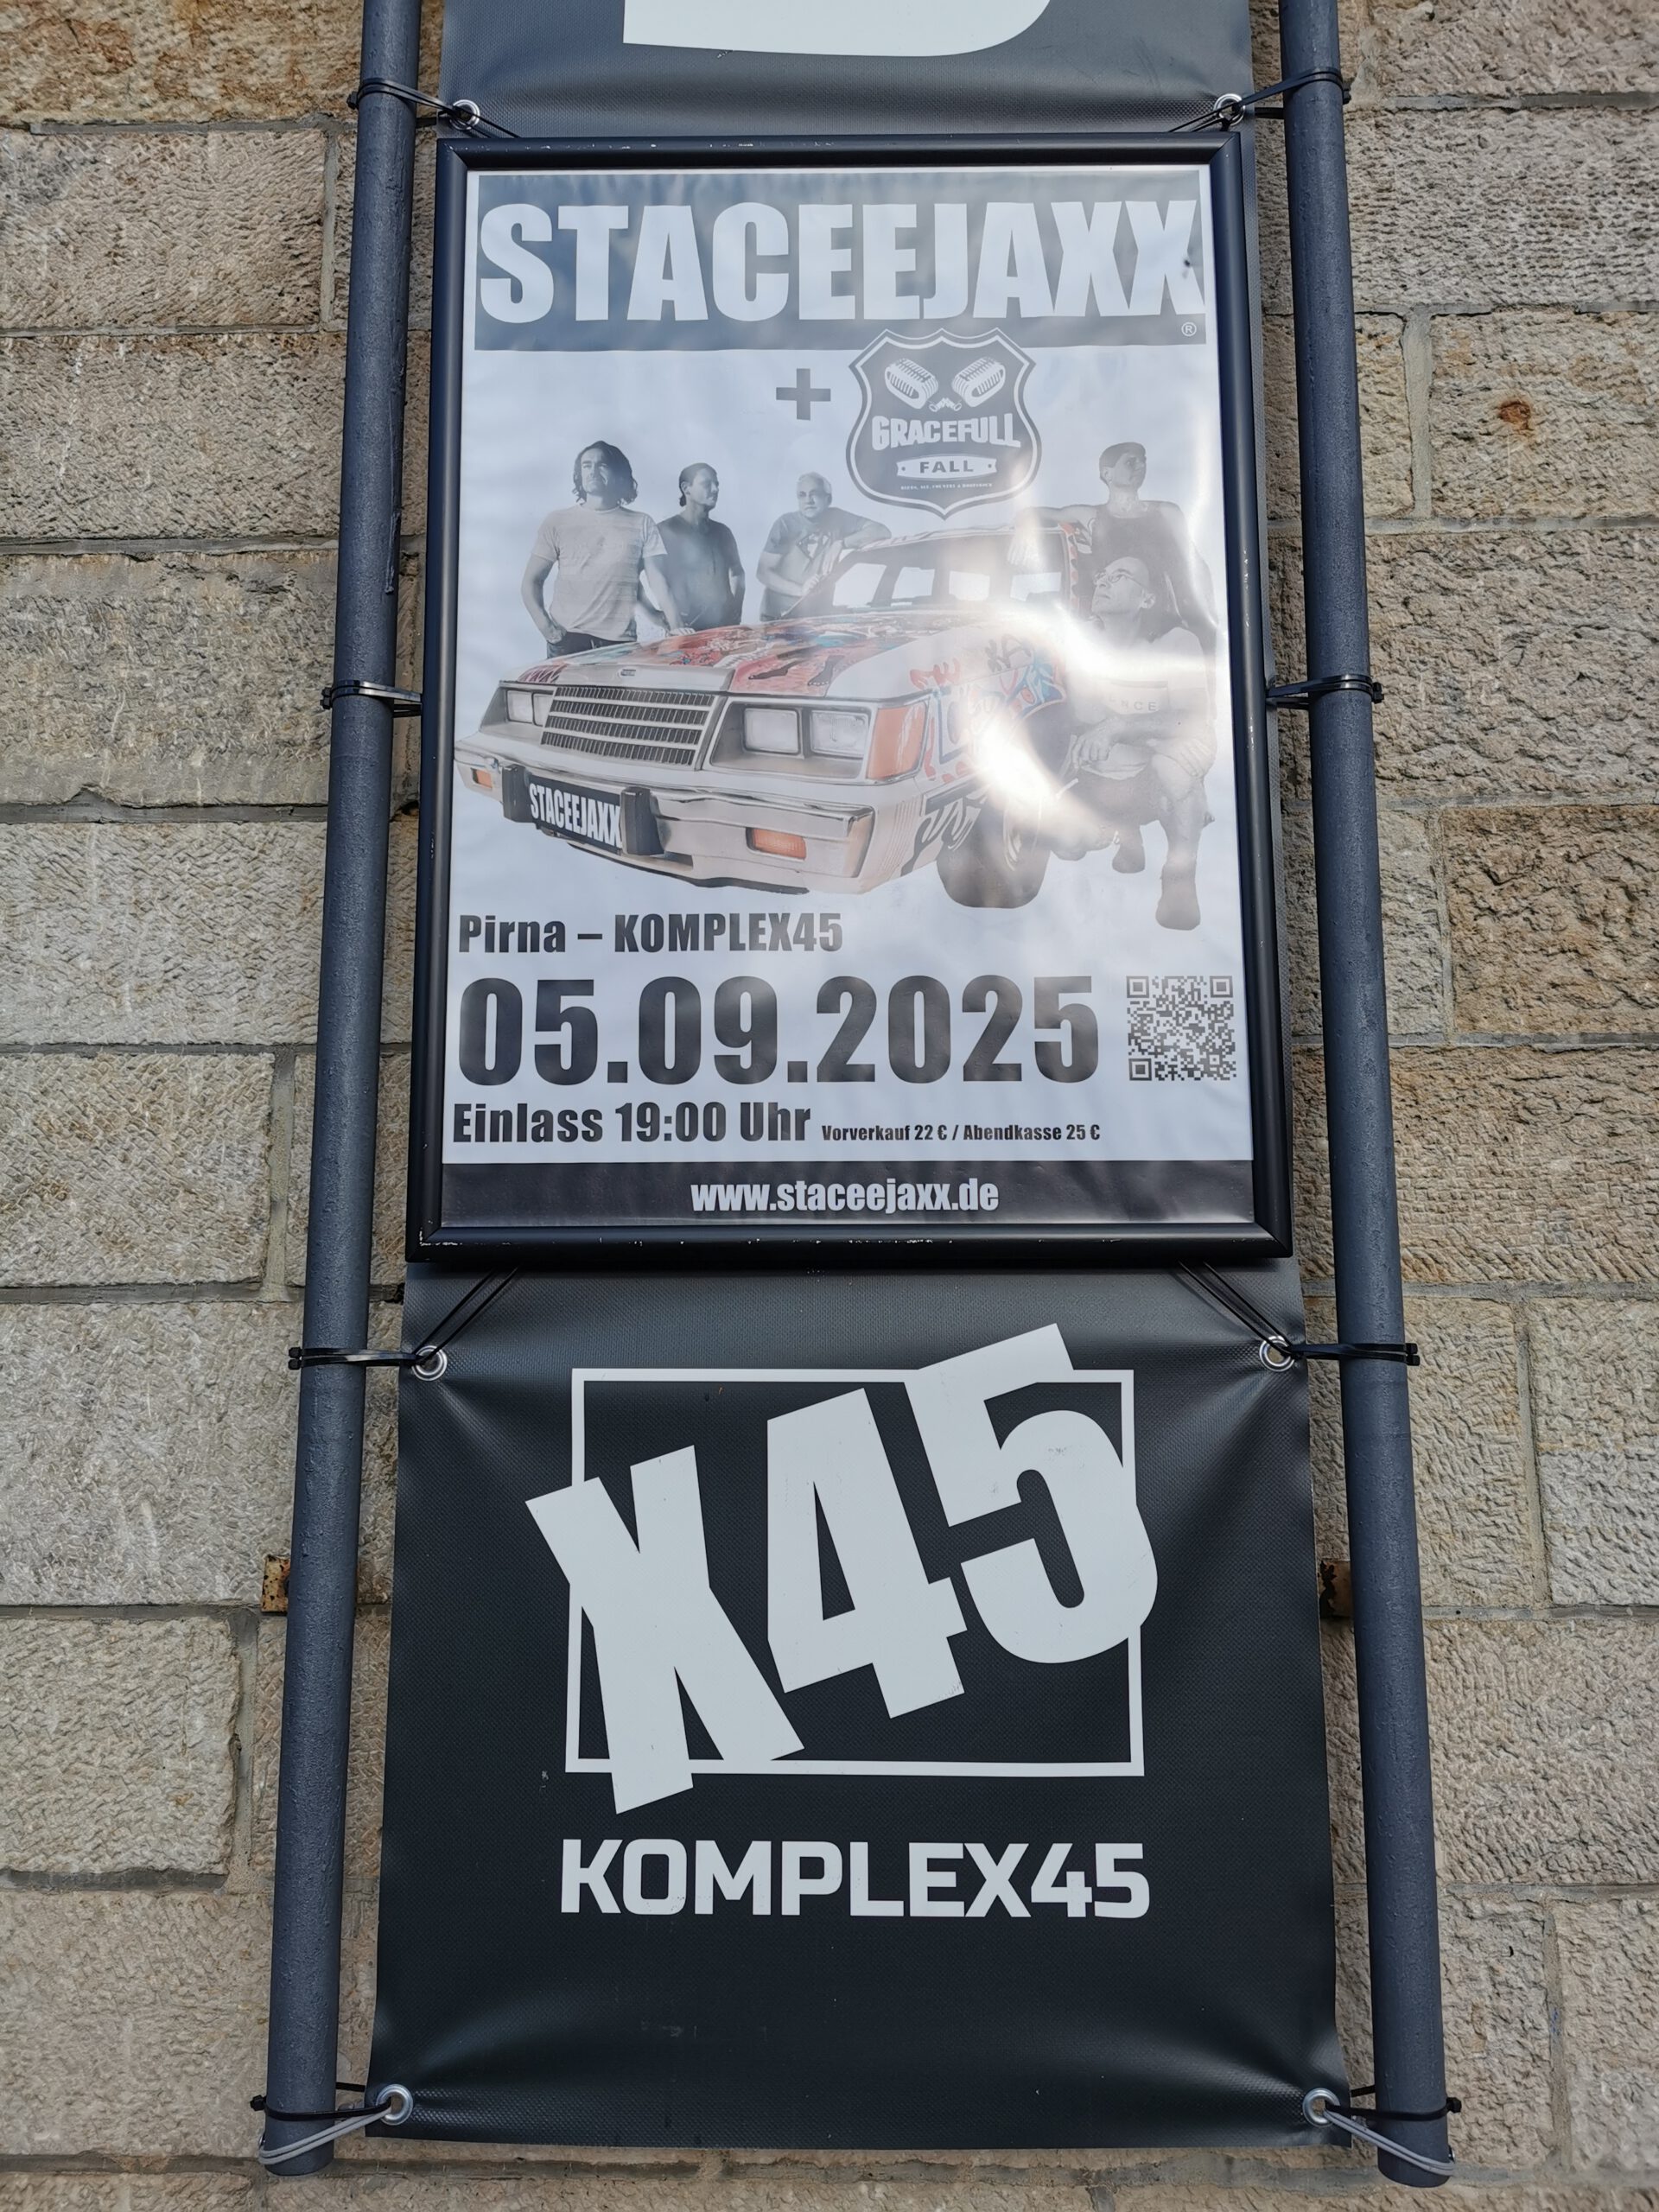 STACEEJAXX
®
+
GRACEFULL
FALL
STACEEJAXX
Pirna – KOMPLEX45
05.09.2025
Einlass 19:00 Uhr Vorverkauf 22 € / Abendkasse 25 €
www.staceejaxx.de
X45
KOMPLEX45